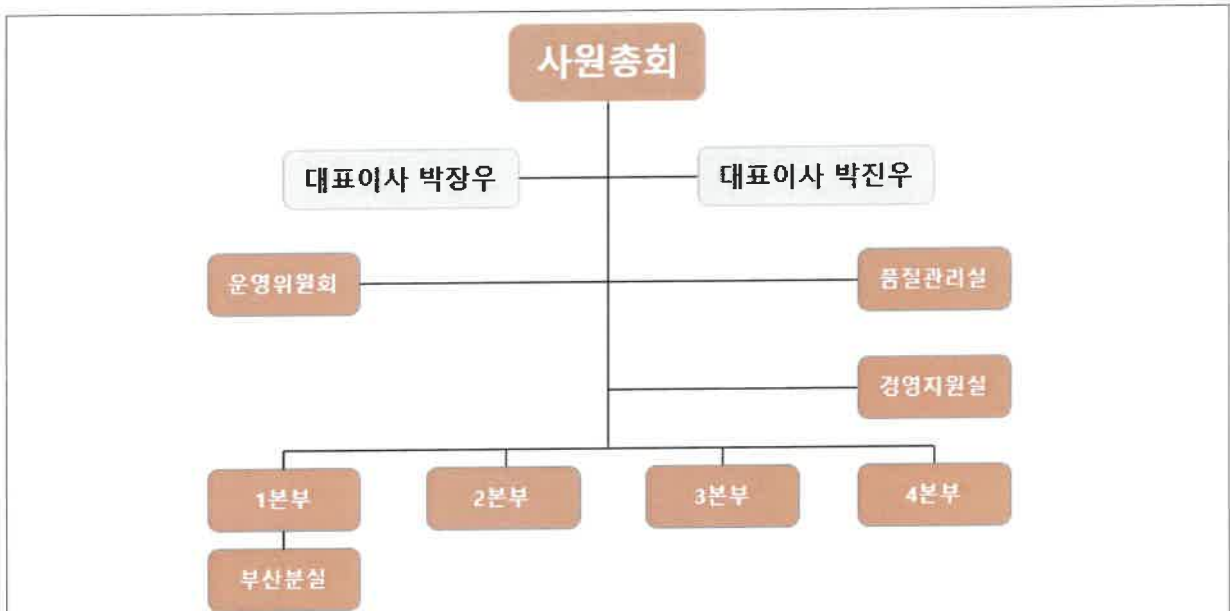 사원총회
대표이사 박장우
대표이사 박진우
운영위원회
품질관리실
경영지원실
1본부
2본부
3본부
4본부
부산분실